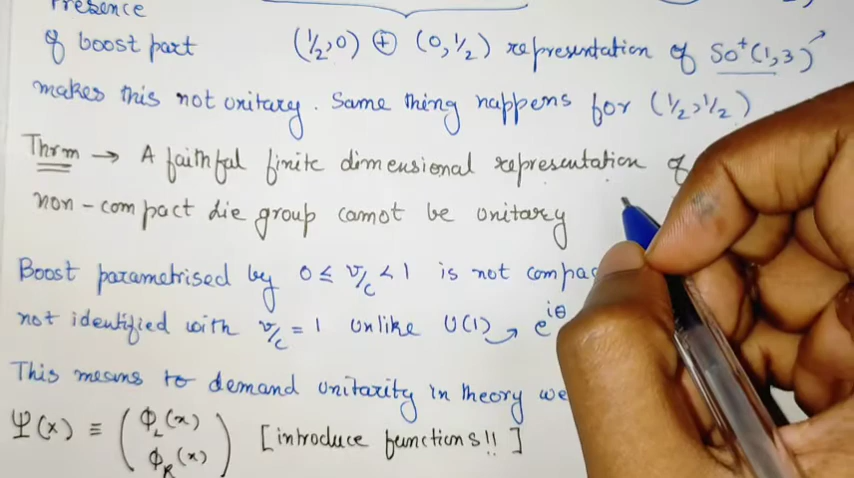 Presence
of boost part (1/2,0) ⊕ (0,1/2) representation of SO⁺(1,3)
makes this not unitary. Same thing happens for (1/2,1/2)
Thrm → A faithful finite dimensional representation of
non-compact lie group cannot be unitary
Boost parametrised by 0 ≤ v/c < 1 is not
not identified with v/c = 1 unlike U(1) → e^{iθ}
This means to demand unitarity in theory we
Ψ(x) ≡ ( ϕ_L(x)
ϕ_R(x) ) [introduce functions!!]